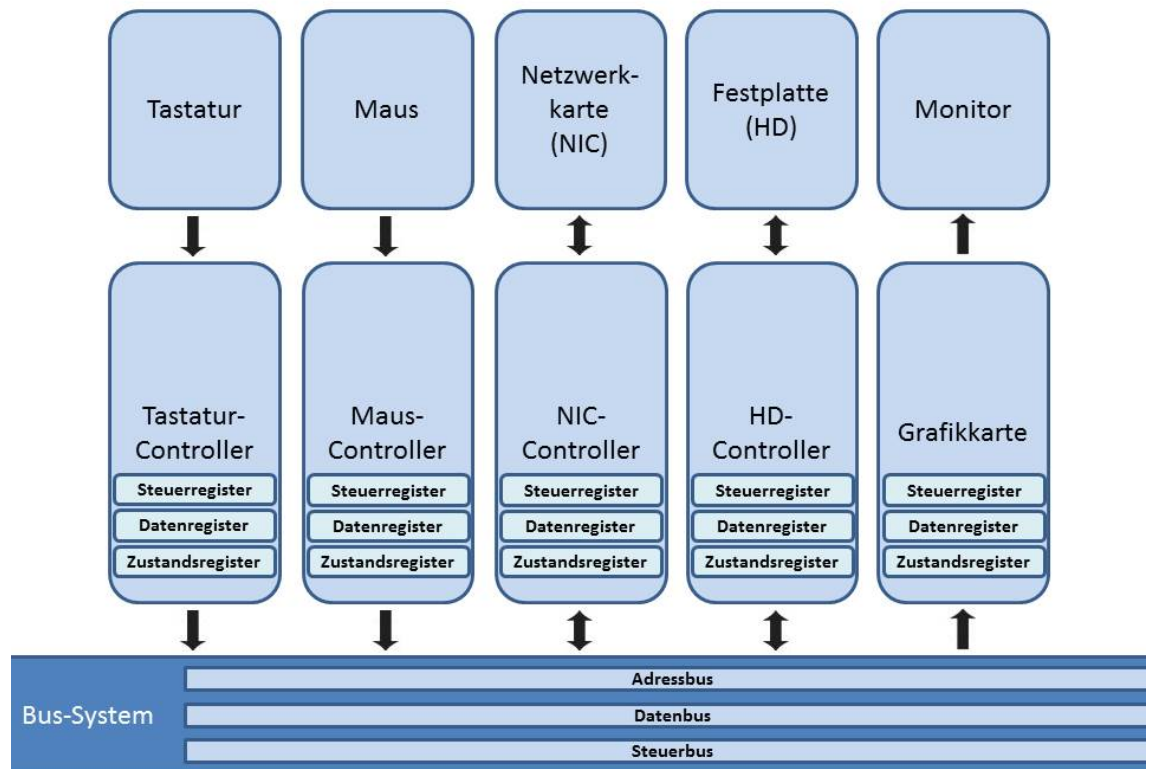 Tastatur
Maus
Netzwerk-
karte
(NIC)
Festplatte
(HD)
Monitor
Tastatur-
Controller
Steuerregister
Datenregister
Zustandsregister
Maus-
Controller
Steuerregister
Datenregister
Zustandsregister
NIC-
Controller
Steuerregister
Datenregister
Zustandsregister
HD-
Controller
Steuerregister
Datenregister
Zustandsregister
Grafikkarte
Steuerregister
Datenregister
Zustandsregister
Bus-System
Adressbus
Datenbus
Steuerbus